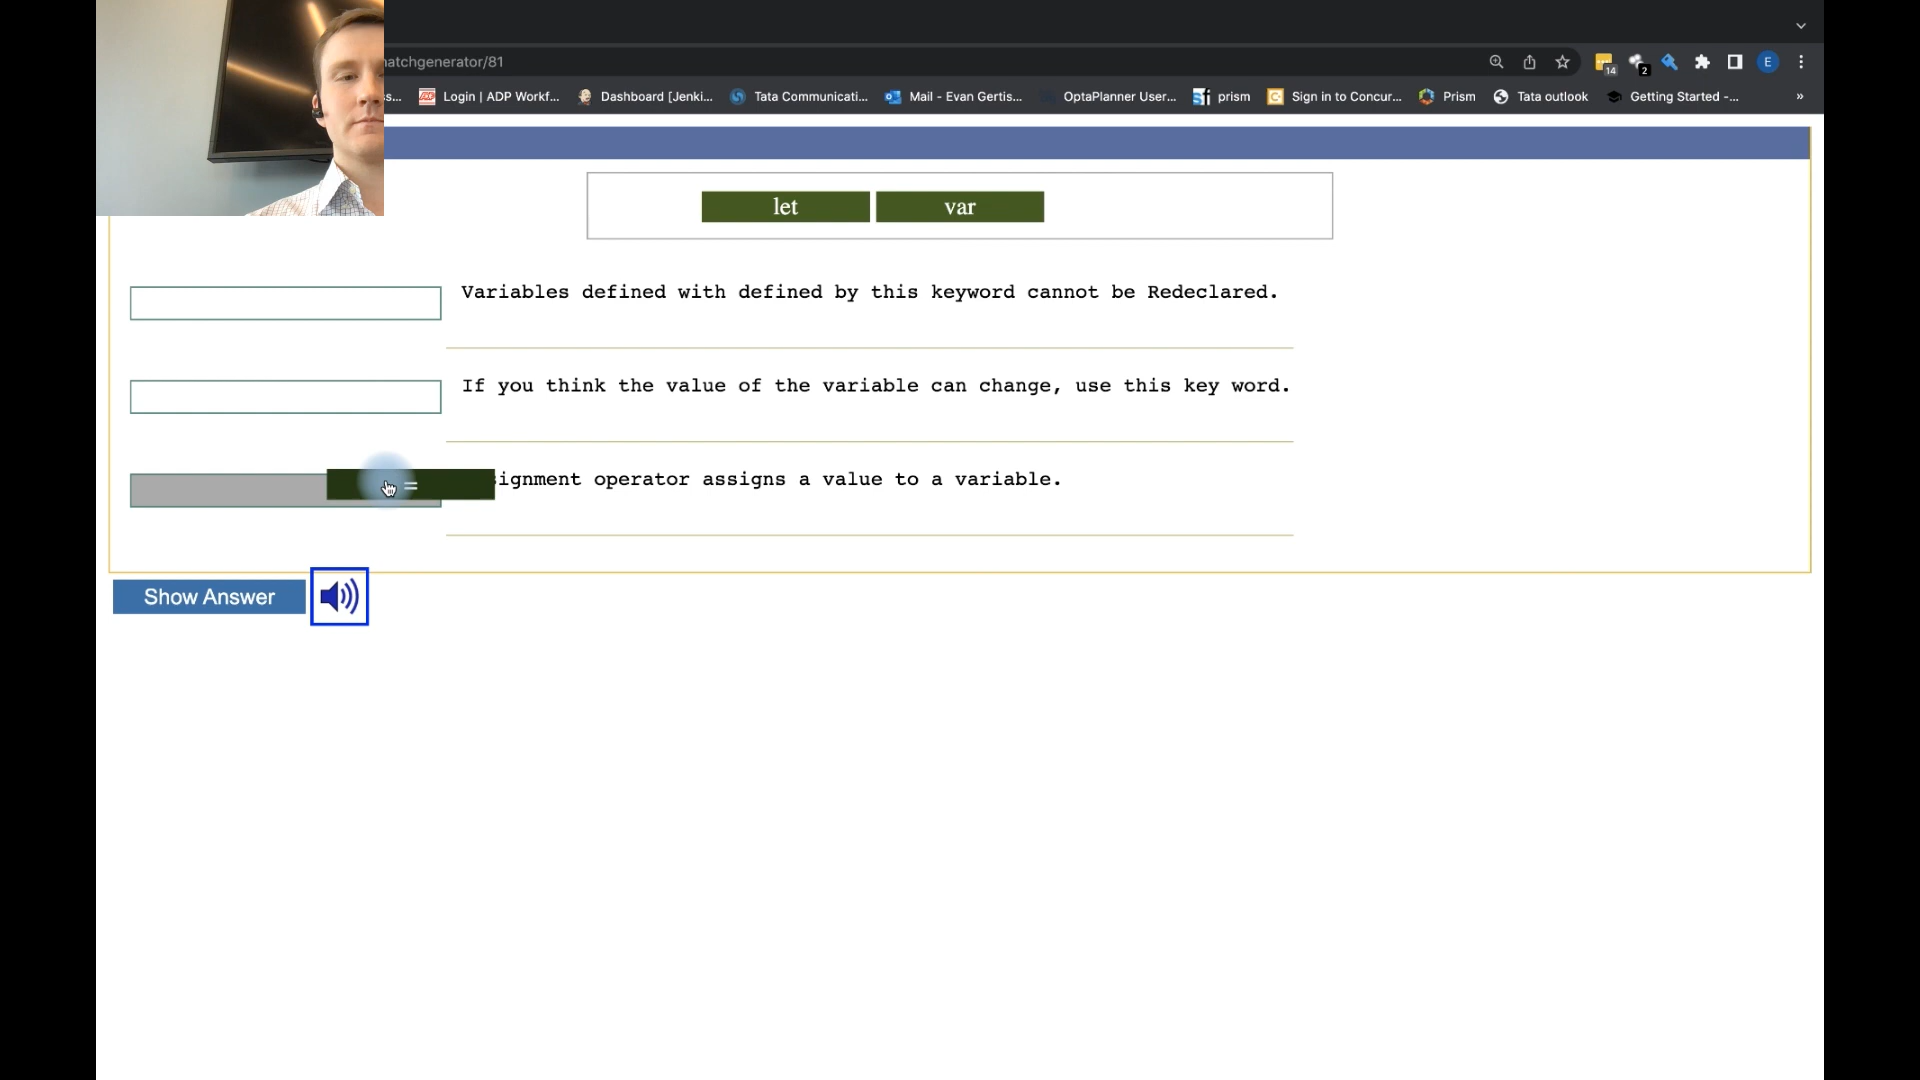 atchgenerator/81
14
2
E
s...
Login | ADP Workf...
Dashboard [Jenki...
Tata Communicati...
Mail - Evan Gertis...
OptaPlanner User...
prism
Sign in to Concur...
Prism
Tata outlook
Getting Started -...
»
let
var
Variables defined with defined by this keyword cannot be Redeclared.
If you think the value of the variable can change, use this key word.
=
ignment operator assigns a value to a variable.
Show Answer